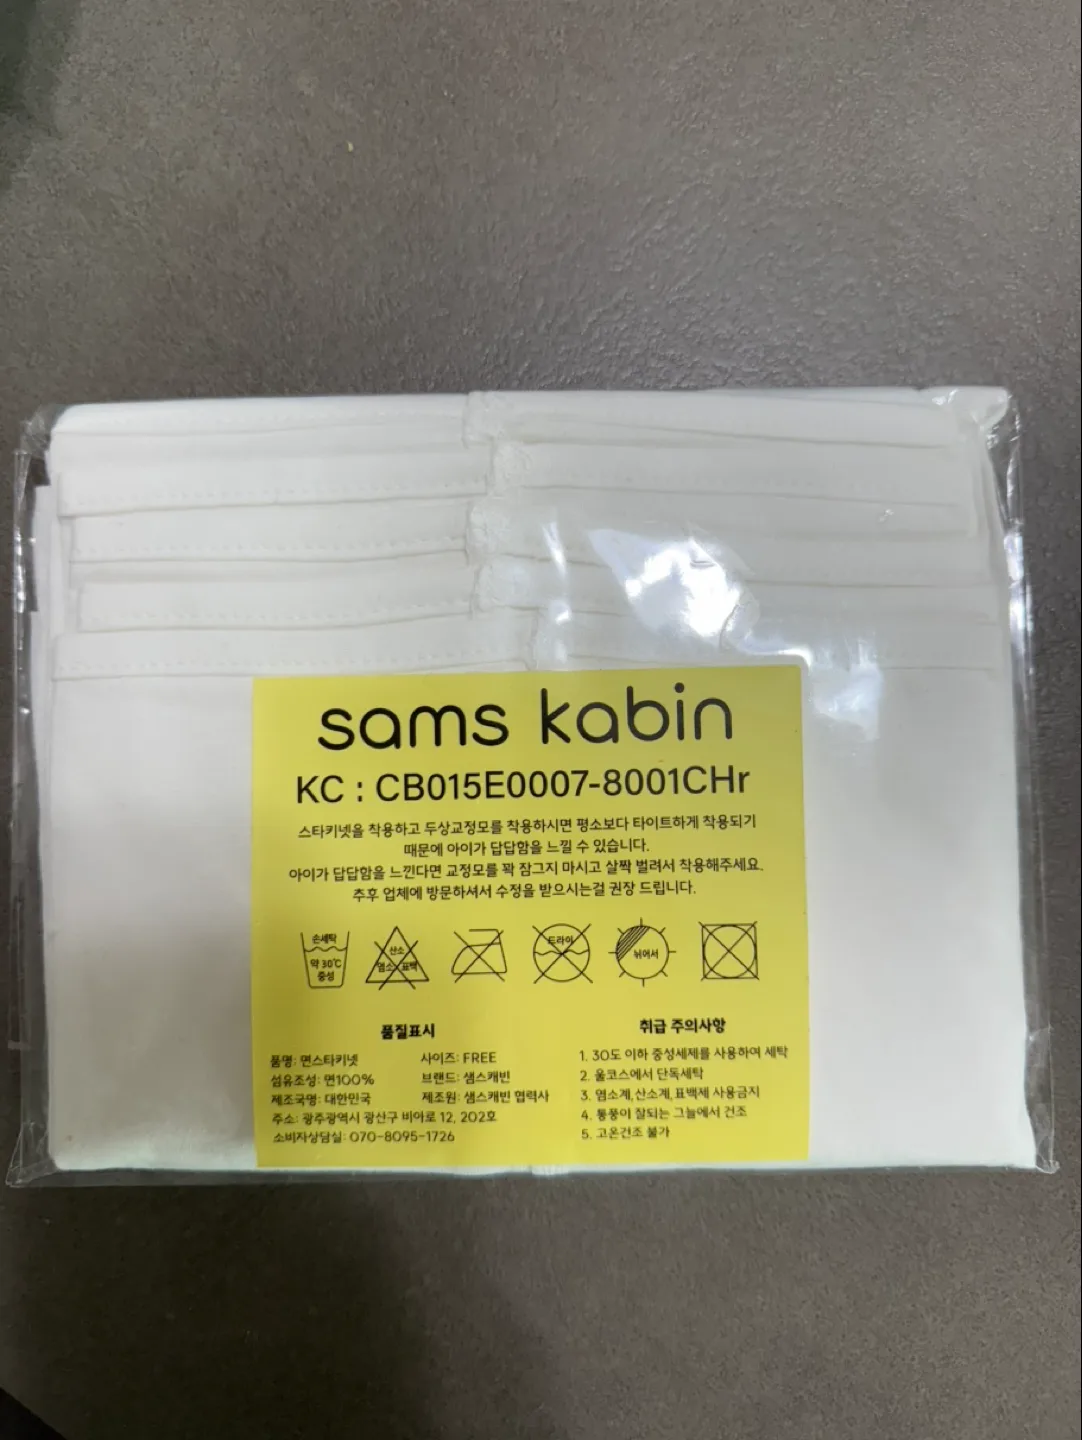 sams kabin
KC : CB015E0007-8001CHr
스타키넷을 착용하고 두상교정모를 착용하시면 평소보다 타이트하게 착용되기
때문에 아이가 답답함을 느낄 수 있습니다.
아이가 답답함을 느낀다면 교정모를 꽉 잠그지 마시고 살짝 벌려서 착용해주세요.
추후 업체에 방문하셔서 수정을 받으시는걸 권장 드립니다.
손세탁
약 30℃
중성
산소
염소 표백
드라이
뉘어서
품질표시
품명: 면스타키넷
사이즈: FREE
섬유조성: 면100%
브랜드: 샘스캐빈
제조국명: 대한민국
제조원: 샘스캐빈 협력사
주소: 광주광역시 광산구 비아로 12, 202호
소비자상담실: 070-8095-1726
취급 주의사항
1. 30도 이하 중성세제를 사용하여 세탁
2. 울코스에서 단독세탁
3. 염소계,산소계,표백제 사용금지
4. 통풍이 잘되는 그늘에서 건조
5. 고온건조 불가